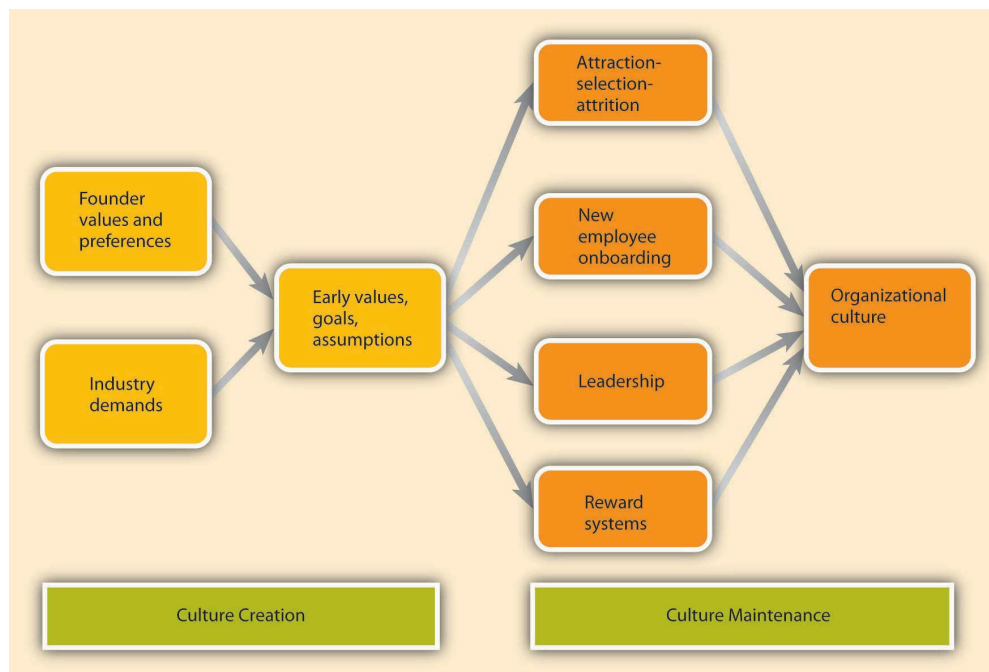 Founder
values and
preferences
Industry
demands
Early values,
goals,
assumptions
Attraction-
selection-
attrition
New
employee
onboarding
Leadership
Reward
systems
Organizational
culture
Culture Creation
Culture Maintenance